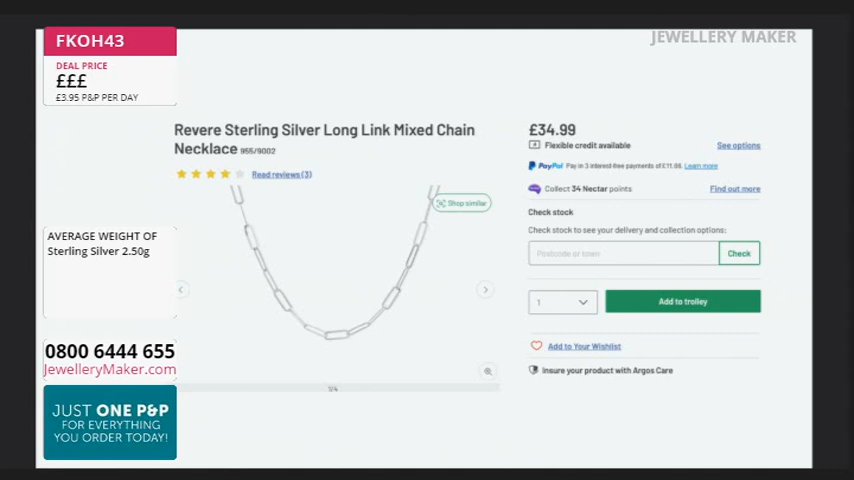 FKOH43
DEAL PRICE
£££
£3.95 P&P PER DAY
AVERAGE WEIGHT OF
Sterling Silver 2.50g
0800 6444 655
JewelleryMaker.com
JUST ONE P&P
FOR EVERYTHING
YOU ORDER TODAY!
JEWELLERY MAKER
Revere Sterling Silver Long Link Mixed Chain
Necklace 955/9002
Read reviews (3)
Shop similar
1/4
£34.99
Flexible credit available
See options
PayPal Pay in 3 interest-free payments of £11.66. Learn more
Collect 34 Nectar points
Find out more
Check stock
Check stock to see your delivery and collection options:
Postcode or town
Check
1
Add to trolley
Add to Your Wishlist
Insure your product with Argos Care